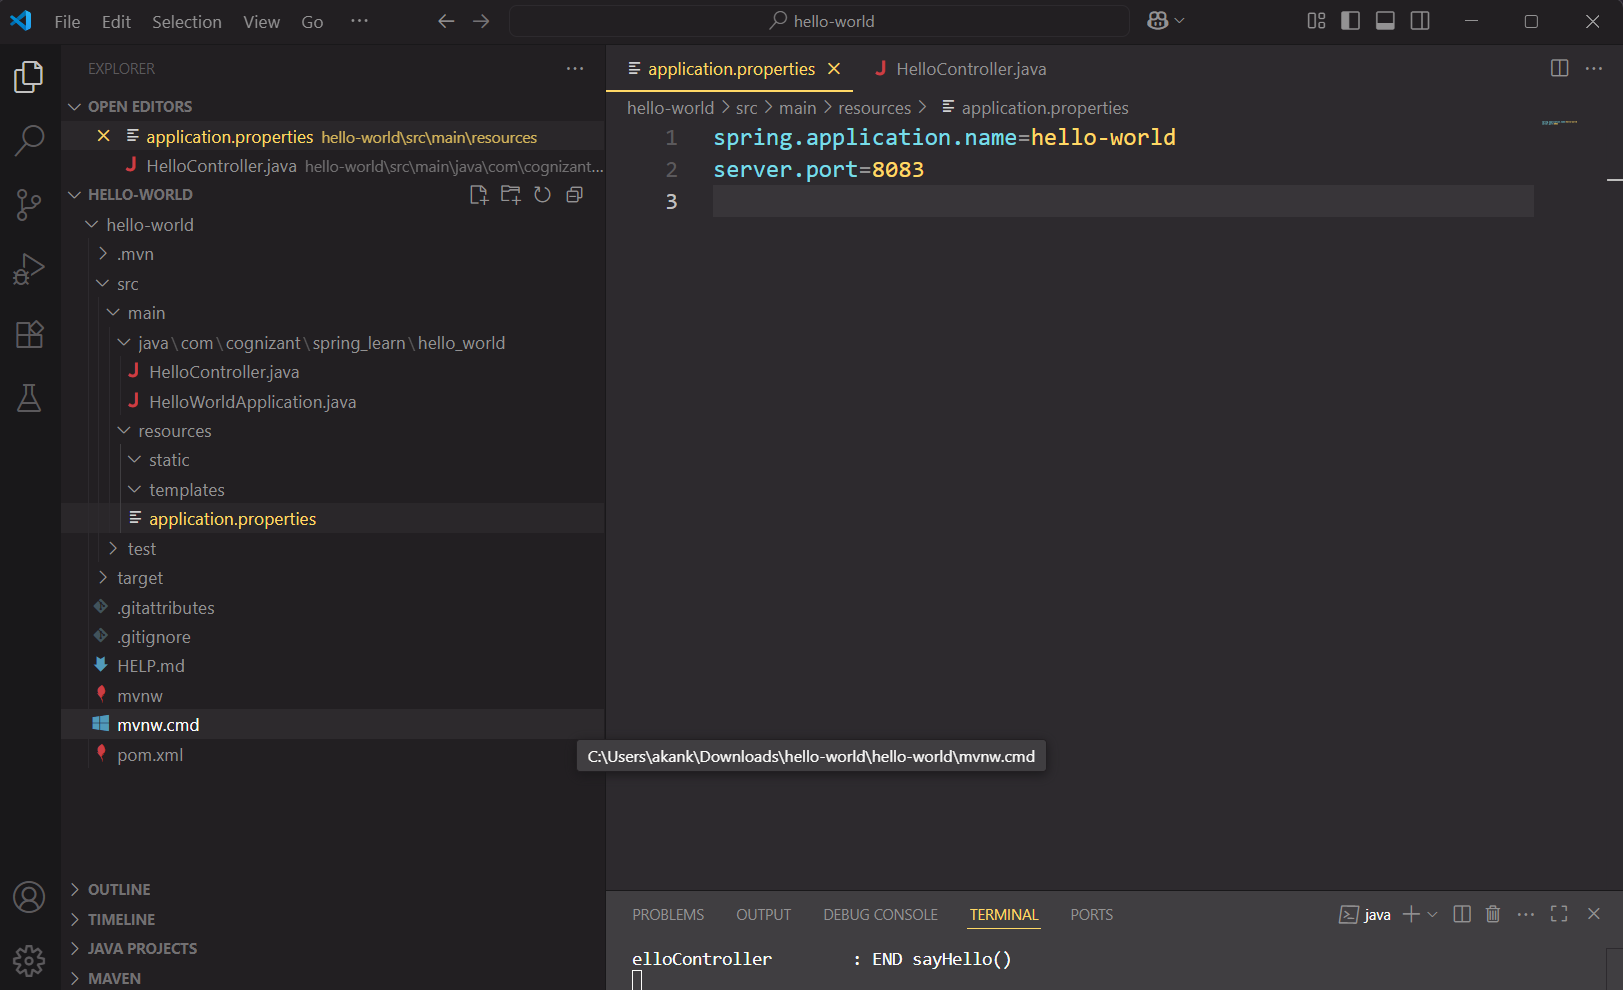 File Edit Selection View Go ··· hello-world
EXPLORER ···
OPEN EDITORS
application.properties hello-world\src\main\resources
HelloController.java hello-world\src\main\java\com\cognizant...
HELLO-WORLD
hello-world
.mvn
src
main
java\com\cognizant\spring_learn\hello_world
HelloController.java
HelloWorldApplication.java
resources
static
templates
application.properties
test
target
.gitattributes
.gitignore
HELP.md
mvnw
mvnw.cmd
pom.xml
C:\Users\akank\Downloads\hello-world\hello-world\mvnw.cmd
OUTLINE
TIMELINE
JAVA PROJECTS
MAVEN
application.properties HelloController.java
hello-world > src > main > resources > application.properties
1 spring.application.name=hello-world
2 server.port=8083
3
PROBLEMS OUTPUT DEBUG CONSOLE TERMINAL PORTS java
elloController : END sayHello()